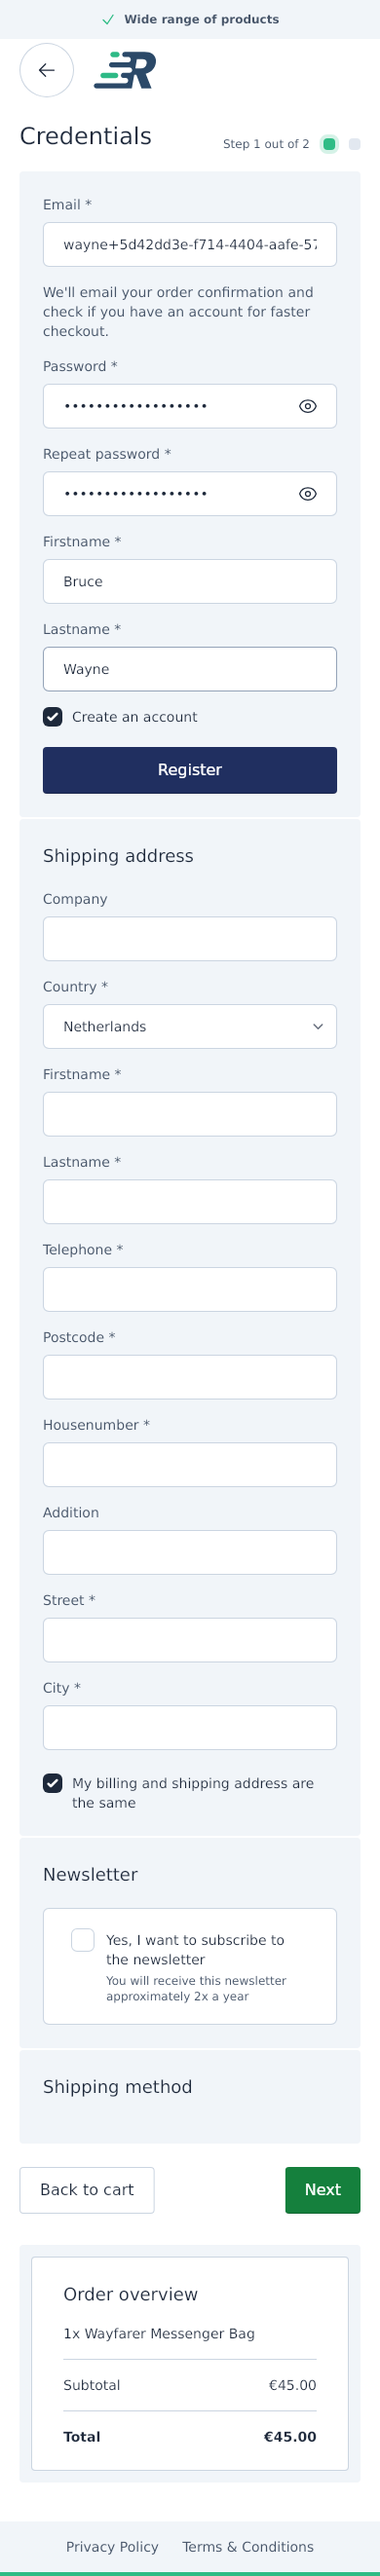 Wide range of products
Credentials
Step 1 out of 2
Email *
wayne+5d42dd3e-f714-4404-aafe-57
We'll email your order confirmation and
check if you have an account for faster
checkout.
Password *
••••••••••••••••••
Repeat password *
••••••••••••••••••
Firstname *
Bruce
Lastname *
Wayne
Create an account
Register
Shipping address
Company
Country *
Netherlands
Firstname *
Lastname *
Telephone *
Postcode *
Housenumber *
Addition
Street *
City *
My billing and shipping address are
the same
Newsletter
Yes, I want to subscribe to
the newsletter
You will receive this newsletter
approximately 2x a year
Shipping method
Back to cart
Next
Order overview
1x Wayfarer Messenger Bag
Subtotal €45.00
Total €45.00
Privacy Policy Terms & Conditions